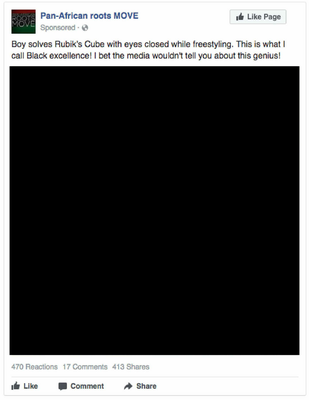 Pan-African roots MOVE
Like Page
Sponsored ·
Boy solves Rubik's Cube with eyes closed while freestyling. This is what I
call Black excellence! I bet the media wouldn't tell you about this genius!
470 Reactions 17 Comments 413 Shares
Like Comment Share